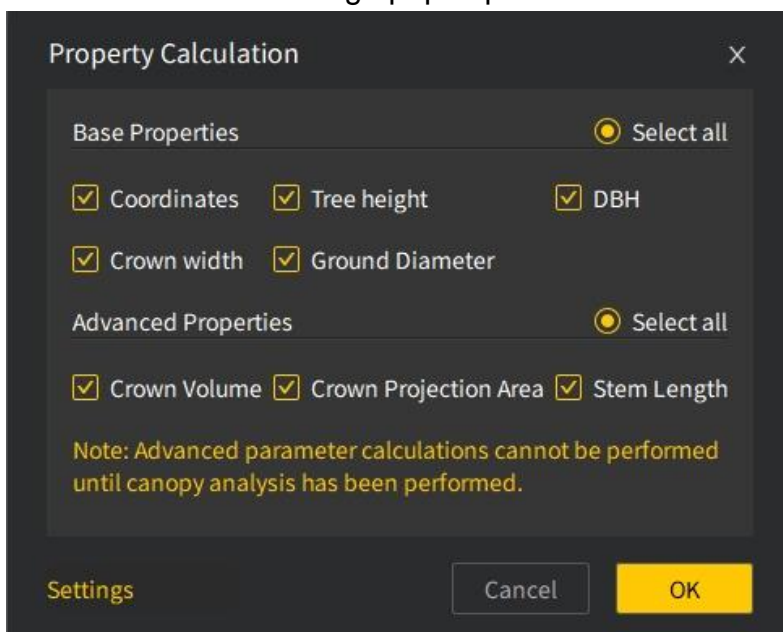 Property Calculation X
Base Properties Select all
Coordinates Tree height DBH
Crown width Ground Diameter
Advanced Properties Select all
Crown Volume Crown Projection Area Stem Length
Note: Advanced parameter calculations cannot be performed
until canopy analysis has been performed.
Settings Cancel OK